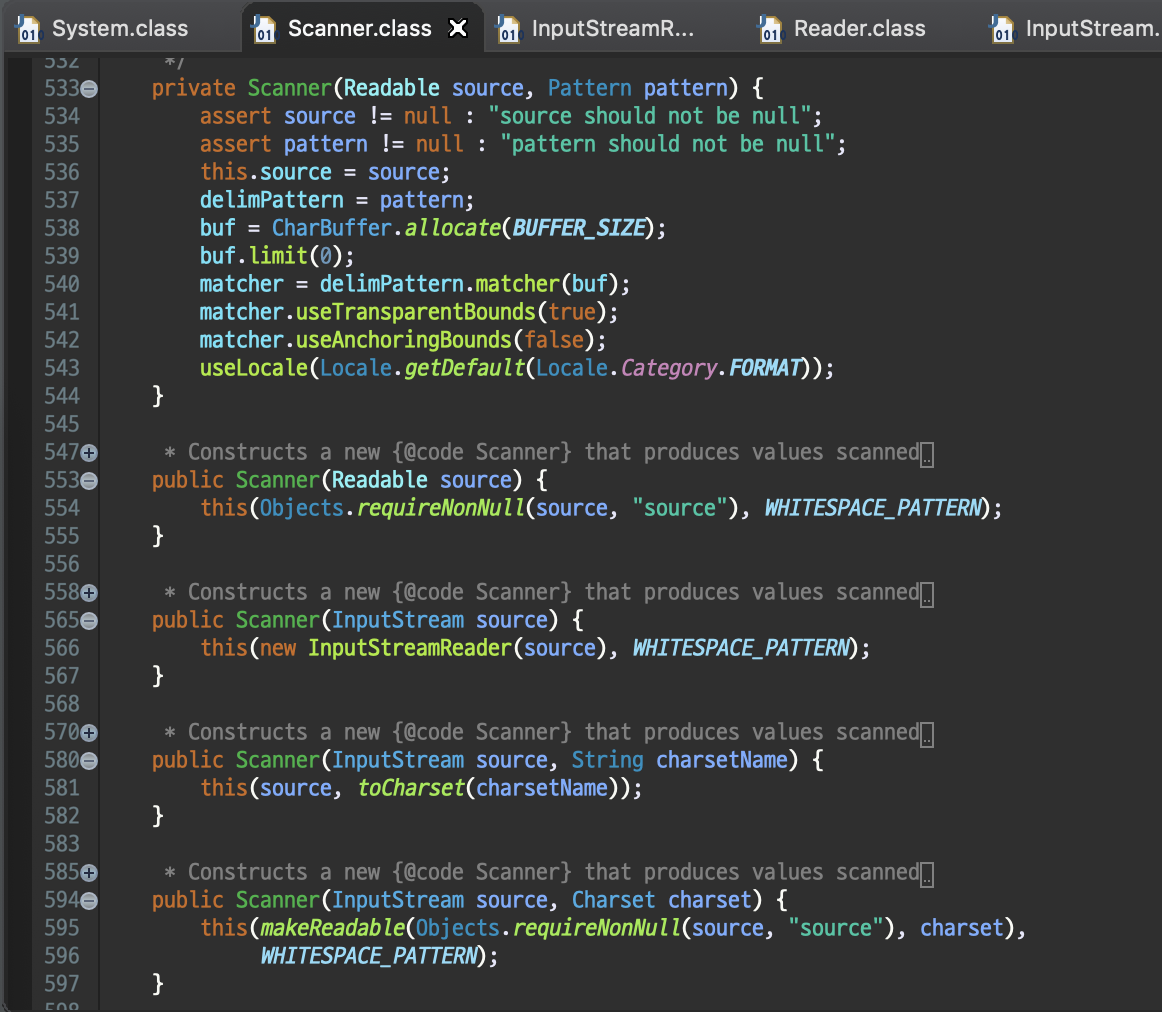 System.class Scanner.class InputStreamR... Reader.class InputStream.
532 */
533 private Scanner(Readable source, Pattern pattern) {
534 assert source != null : "source should not be null";
535 assert pattern != null : "pattern should not be null";
536 this.source = source;
537 delimPattern = pattern;
538 buf = CharBuffer.allocate(BUFFER_SIZE);
539 buf.limit(0);
540 matcher = delimPattern.matcher(buf);
541 matcher.useTransparentBounds(true);
542 matcher.useAnchoringBounds(false);
543 useLocale(Locale.getDefault(Locale.Category.FORMAT));
544 }
545
547 * Constructs a new {@code Scanner} that produces values scanned..
553 public Scanner(Readable source) {
554 this(Objects.requireNonNull(source, "source"), WHITESPACE_PATTERN);
555 }
556
558 * Constructs a new {@code Scanner} that produces values scanned..
565 public Scanner(InputStream source) {
566 this(new InputStreamReader(source), WHITESPACE_PATTERN);
567 }
568
570 * Constructs a new {@code Scanner} that produces values scanned..
580 public Scanner(InputStream source, String charsetName) {
581 this(source, toCharset(charsetName));
582 }
583
585 * Constructs a new {@code Scanner} that produces values scanned..
594 public Scanner(InputStream source, Charset charset) {
595 this(makeReadable(Objects.requireNonNull(source, "source"), charset),
596 WHITESPACE_PATTERN);
597 }
598